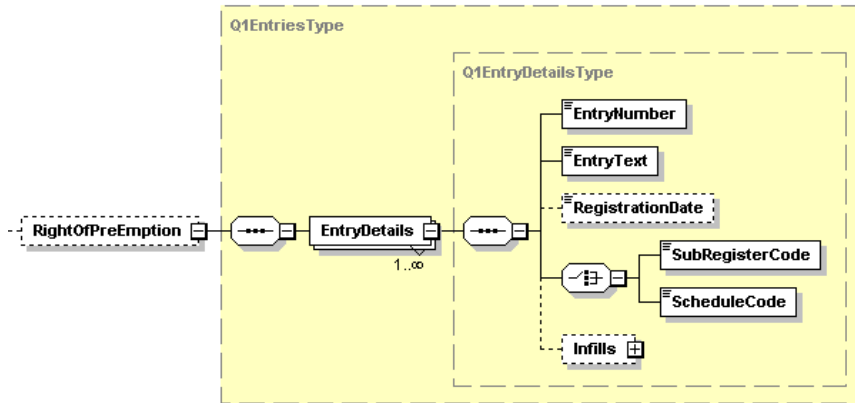 Q1EntriesType
Q1EntryDetailsType
EntryNumber
EntryText
RegistrationDate
RightOfPreEmption
EntryDetails
1..∞
SubRegisterCode
ScheduleCode
Infills